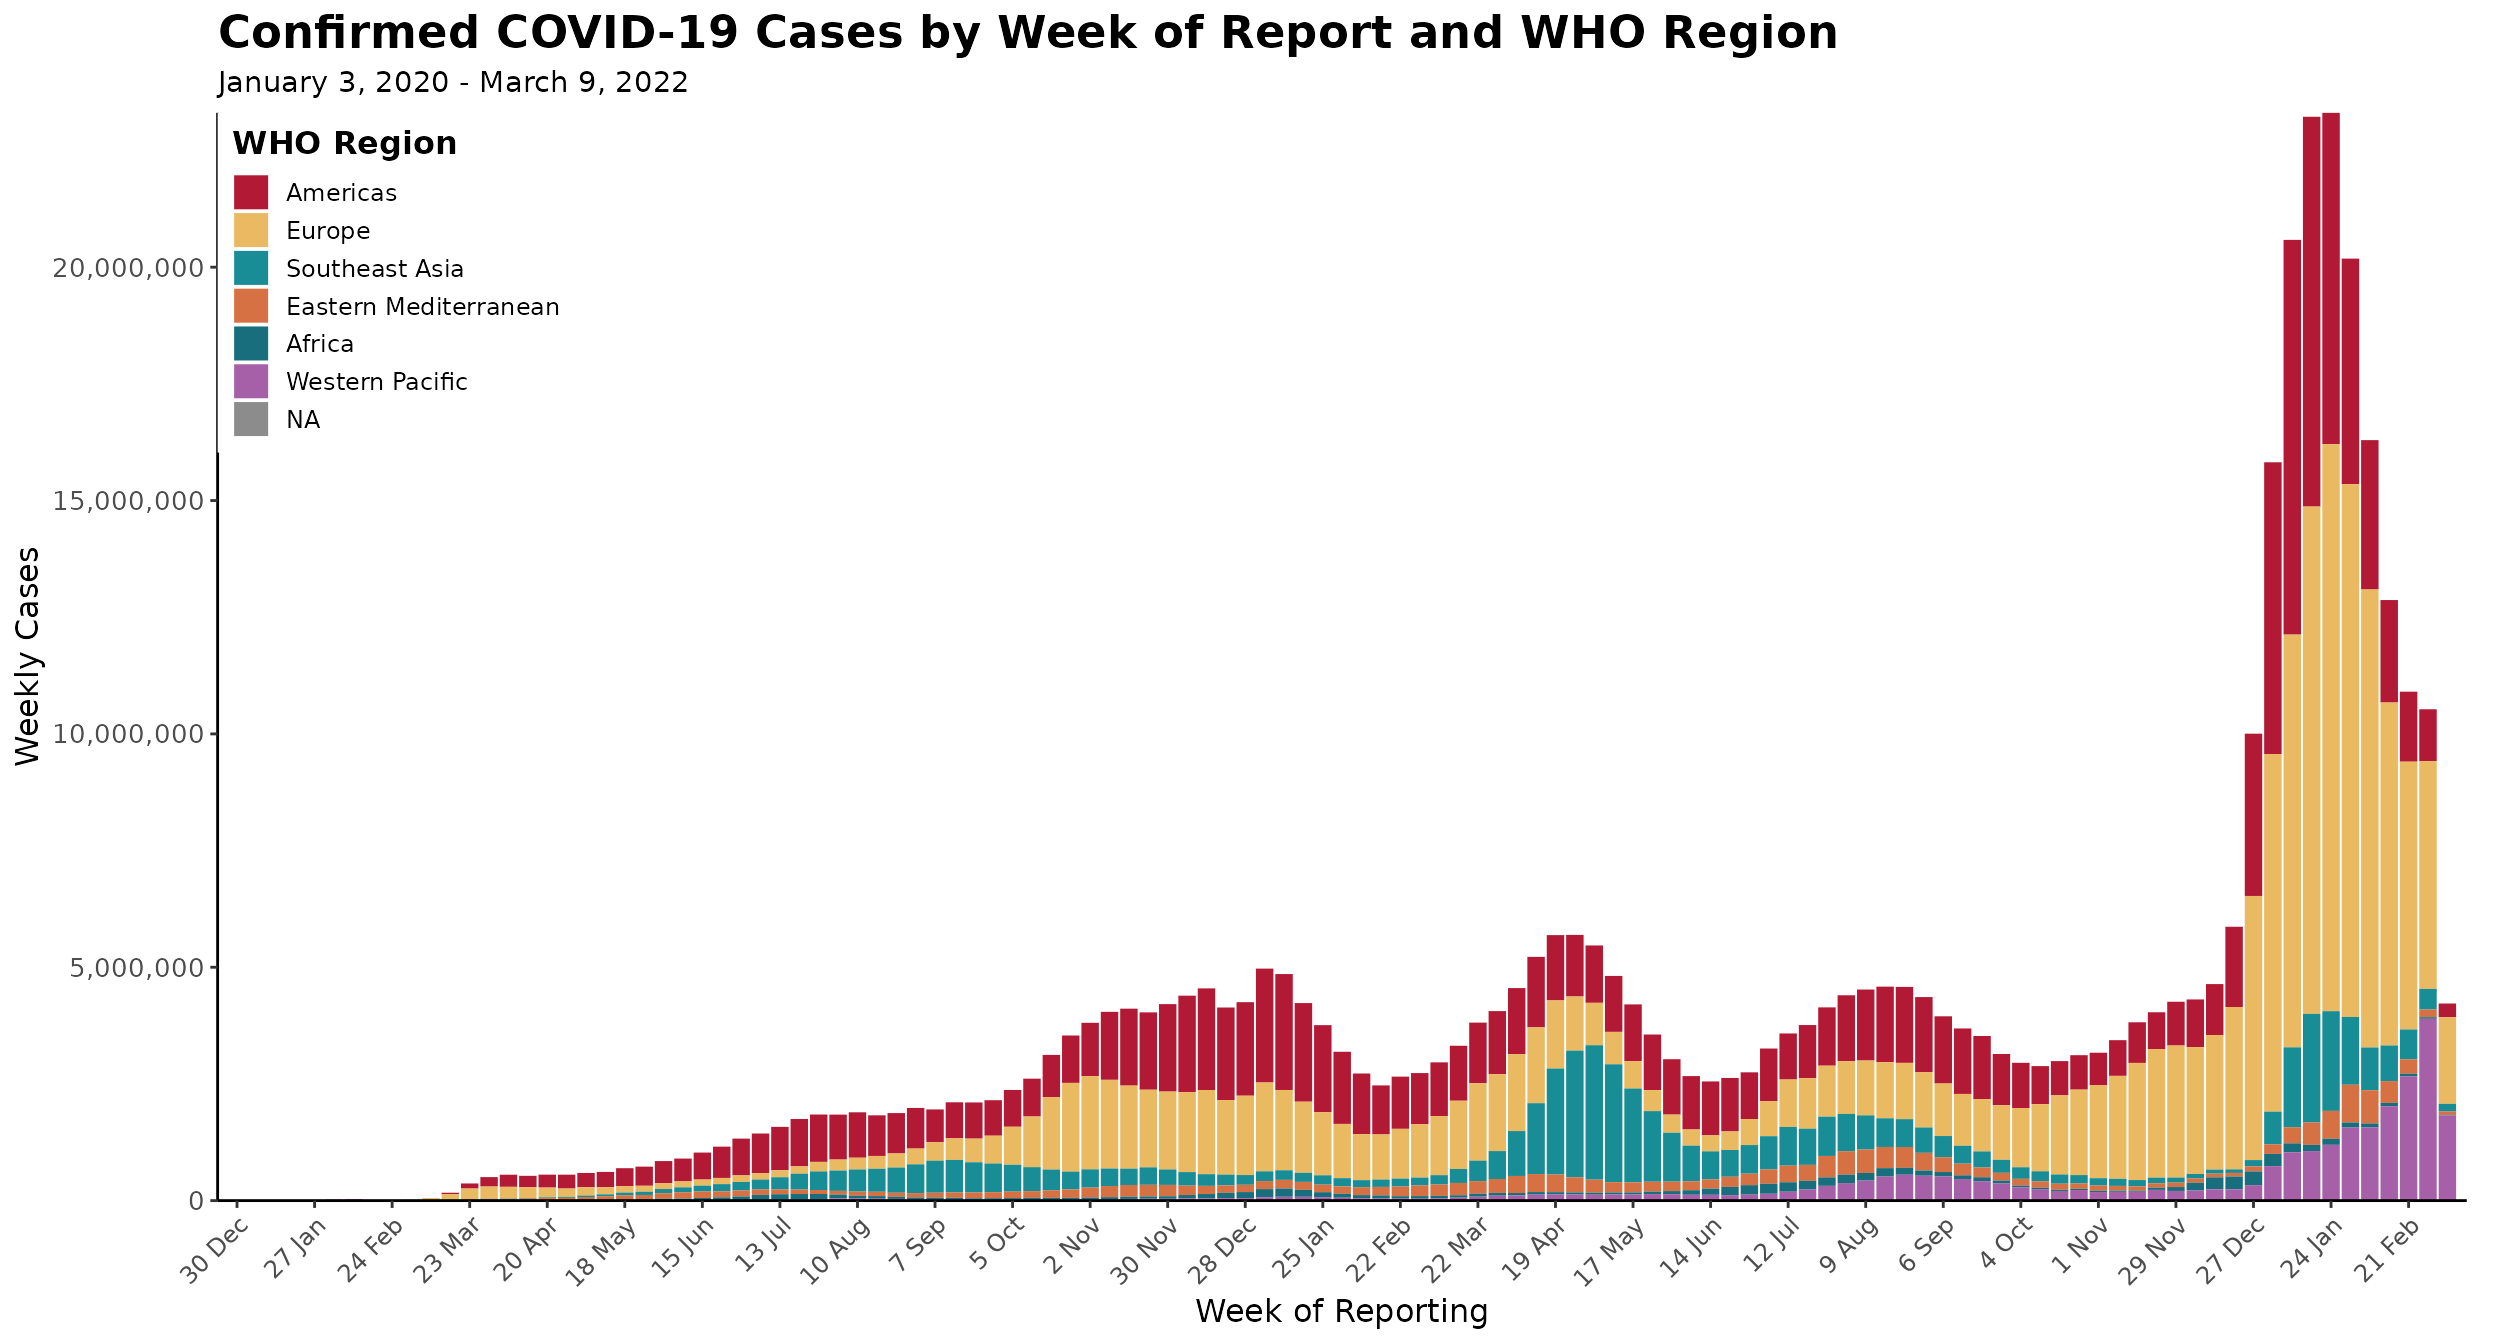 Confirmed COVID-19 Cases by Week of Report and WHO Region
January 3, 2020 - March 9, 2022
WHO Region
Americas
Europe
Southeast Asia
Eastern Mediterranean
Africa
Western Pacific
NA
Weekly Cases
20,000,000
15,000,000
10,000,000
5,000,000
0
30 Dec
27 Jan
24 Feb
23 Mar
20 Apr
18 May
15 Jun
13 Jul
10 Aug
7 Sep
5 Oct
2 Nov
30 Nov
28 Dec
25 Jan
22 Feb
22 Mar
19 Apr
17 May
14 Jun
12 Jul
9 Aug
6 Sep
4 Oct
1 Nov
29 Nov
27 Dec
24 Jan
21 Feb
Week of Reporting